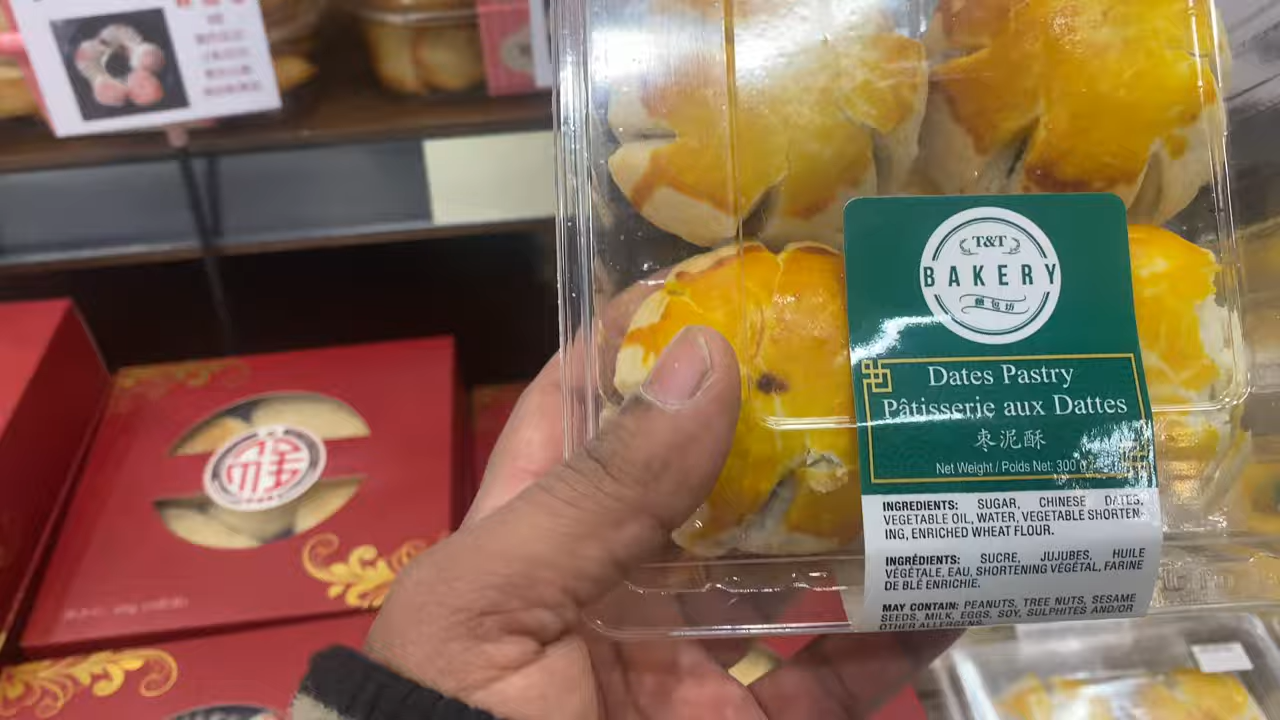 T&T
BAKERY
麵包坊
Dates Pastry
Pâtisserie aux Dattes
枣泥酥
Net Weight / Poids Net: 300 g
INGREDIENTS: SUGAR, CHINESE DATES,
VEGETABLE OIL, WATER, VEGETABLE SHORTEN-
ING, ENRICHED WHEAT FLOUR.
INGRÉDIENTS: SUCRE, JUJUBES, HUILE
VÉGÉTALE, EAU, SHORTENING VÉGÉTAL, FARINE
DE BLÉ ENRICHIE.
MAY CONTAIN: PEANUTS, TREE NUTS, SESAME
SEEDS, MILK, EGGS, SOY, SULPHITES AND/OR
OTHER ALLERGENS.